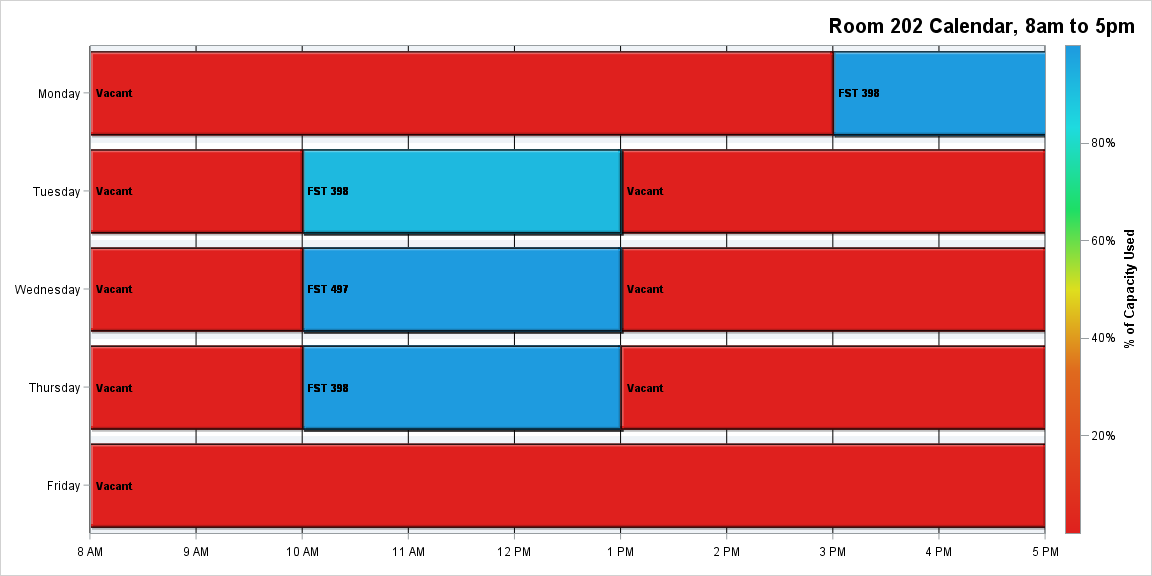 Room 202 Calendar, 8am to 5pm
Monday
Vacant
FST 398
Tuesday
Vacant
FST 398
Vacant
Wednesday
Vacant
FST 497
Vacant
Thursday
Vacant
FST 398
Vacant
Friday
Vacant
8 AM
9 AM
10 AM
11 AM
12 PM
1 PM
2 PM
3 PM
4 PM
5 PM
80%
60%
40%
20%
% of Capacity Used